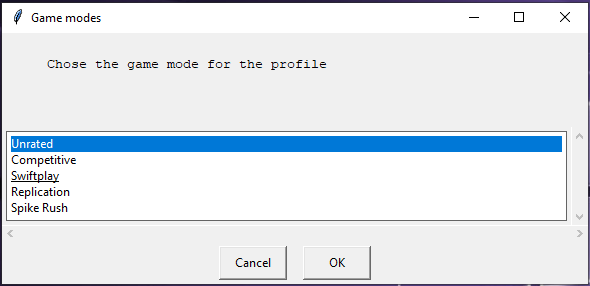 Game modes
Chose the game mode for the profile
Unrated
Competitive
Swiftplay
Replication
Spike Rush
Cancel OK